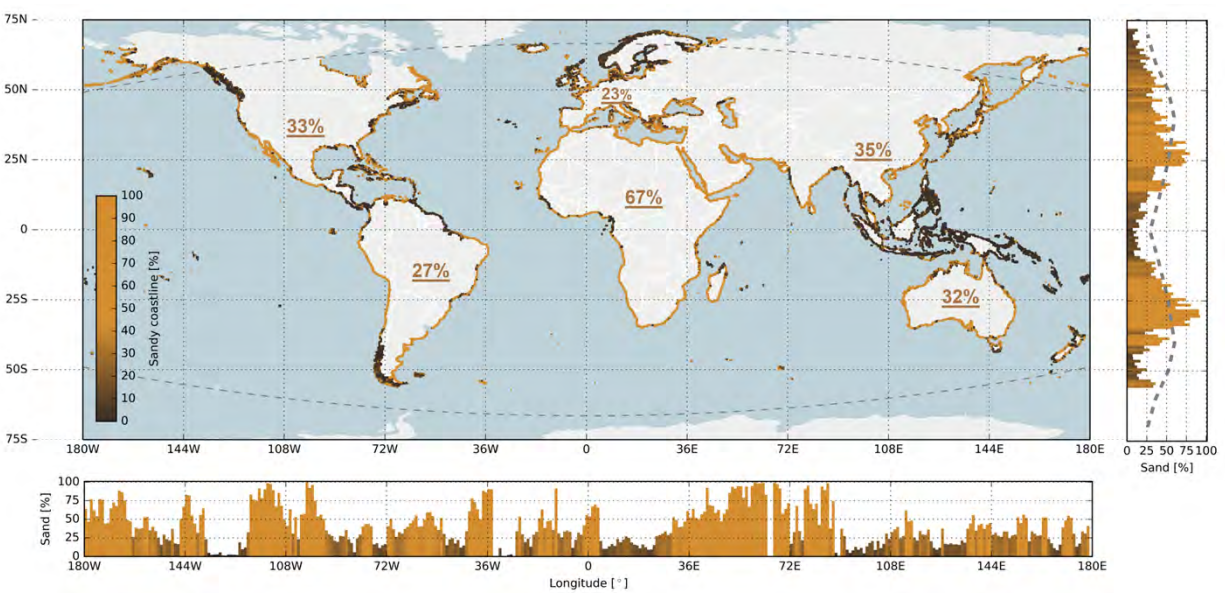 75N
50N
25N
0
25S
50S
75S
33%
23%
35%
67%
27%
32%
100
90
80
70
60
50
40
30
20
10
0
Sandy coastline [%]
180W 144W 108W 72W 36W 0 36E 72E 108E 144E 180E
0 25 50 75 100
Sand [%]
100
75
50
25
0
Sand [%]
180W 144W 108W 72W 36W 0 36E 72E 108E 144E 180E
Longitude [°]